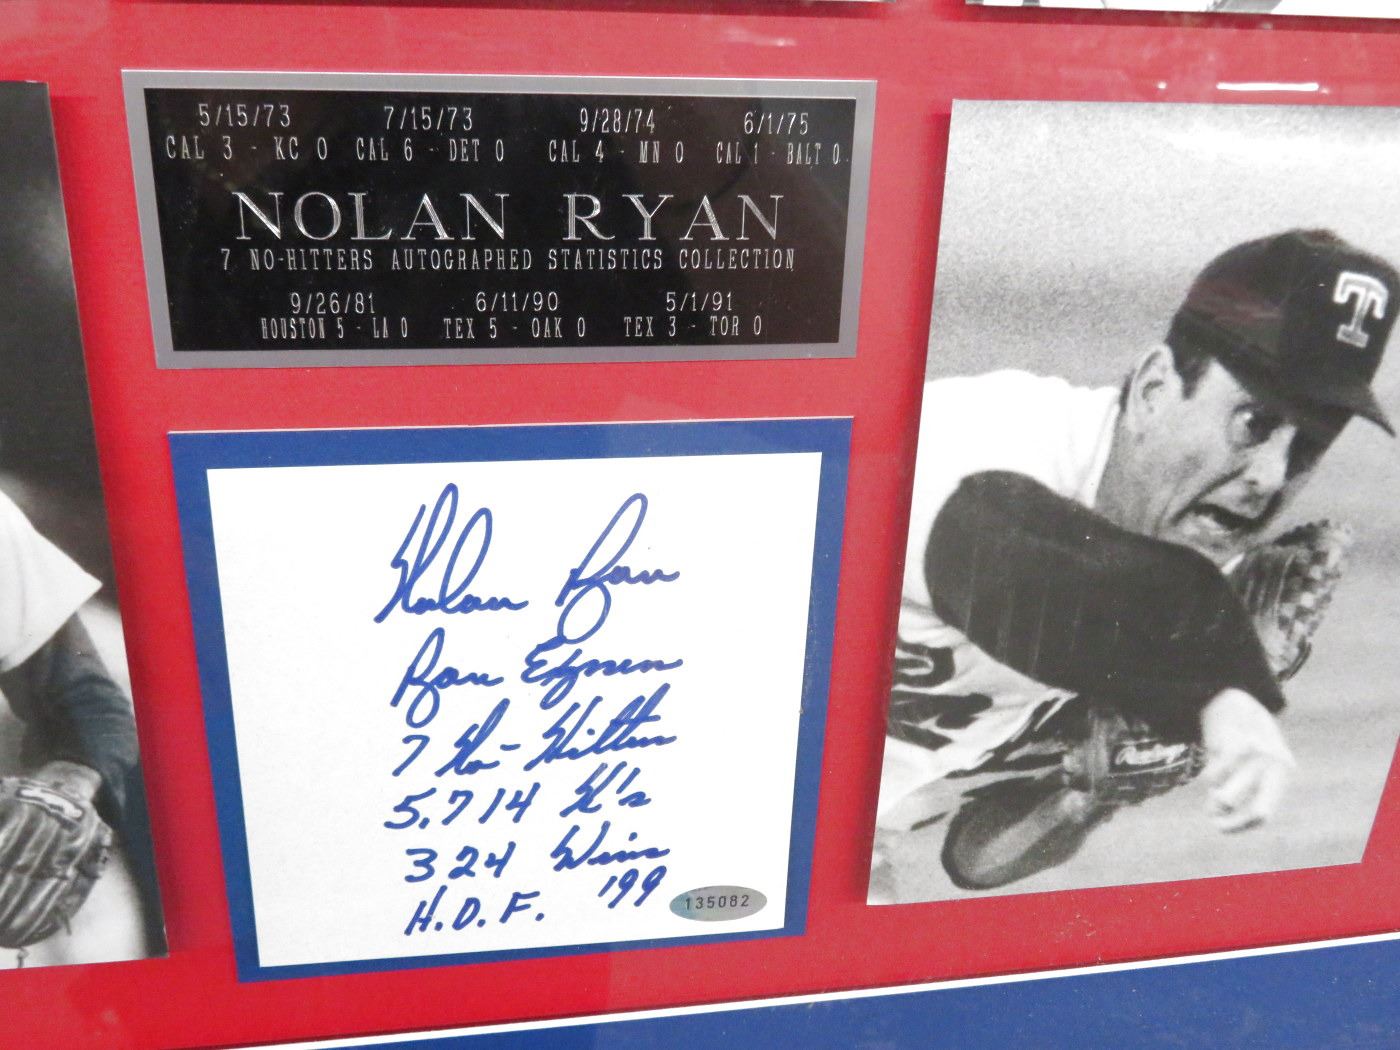 5/15/73 7/15/73 9/28/74 6/1/75
CAL 3 - KC 0 CAL 6 - DET 0 CAL 4 - MN 0 CAL 1 - BALT 0
NOLAN RYAN
7 NO-HITTERS AUTOGRAPHED STATISTICS COLLECTION
9/26/81 6/11/90 5/1/91
HOUSTON 5 - LA 0 TEX 5 - OAK 0 TEX 3 - TOR 0
Nolan Ryan
Ryan Express
7 No-Hitters
5,714 K's
324 Wins
H.O.F. '99
135082
T
Rawlings